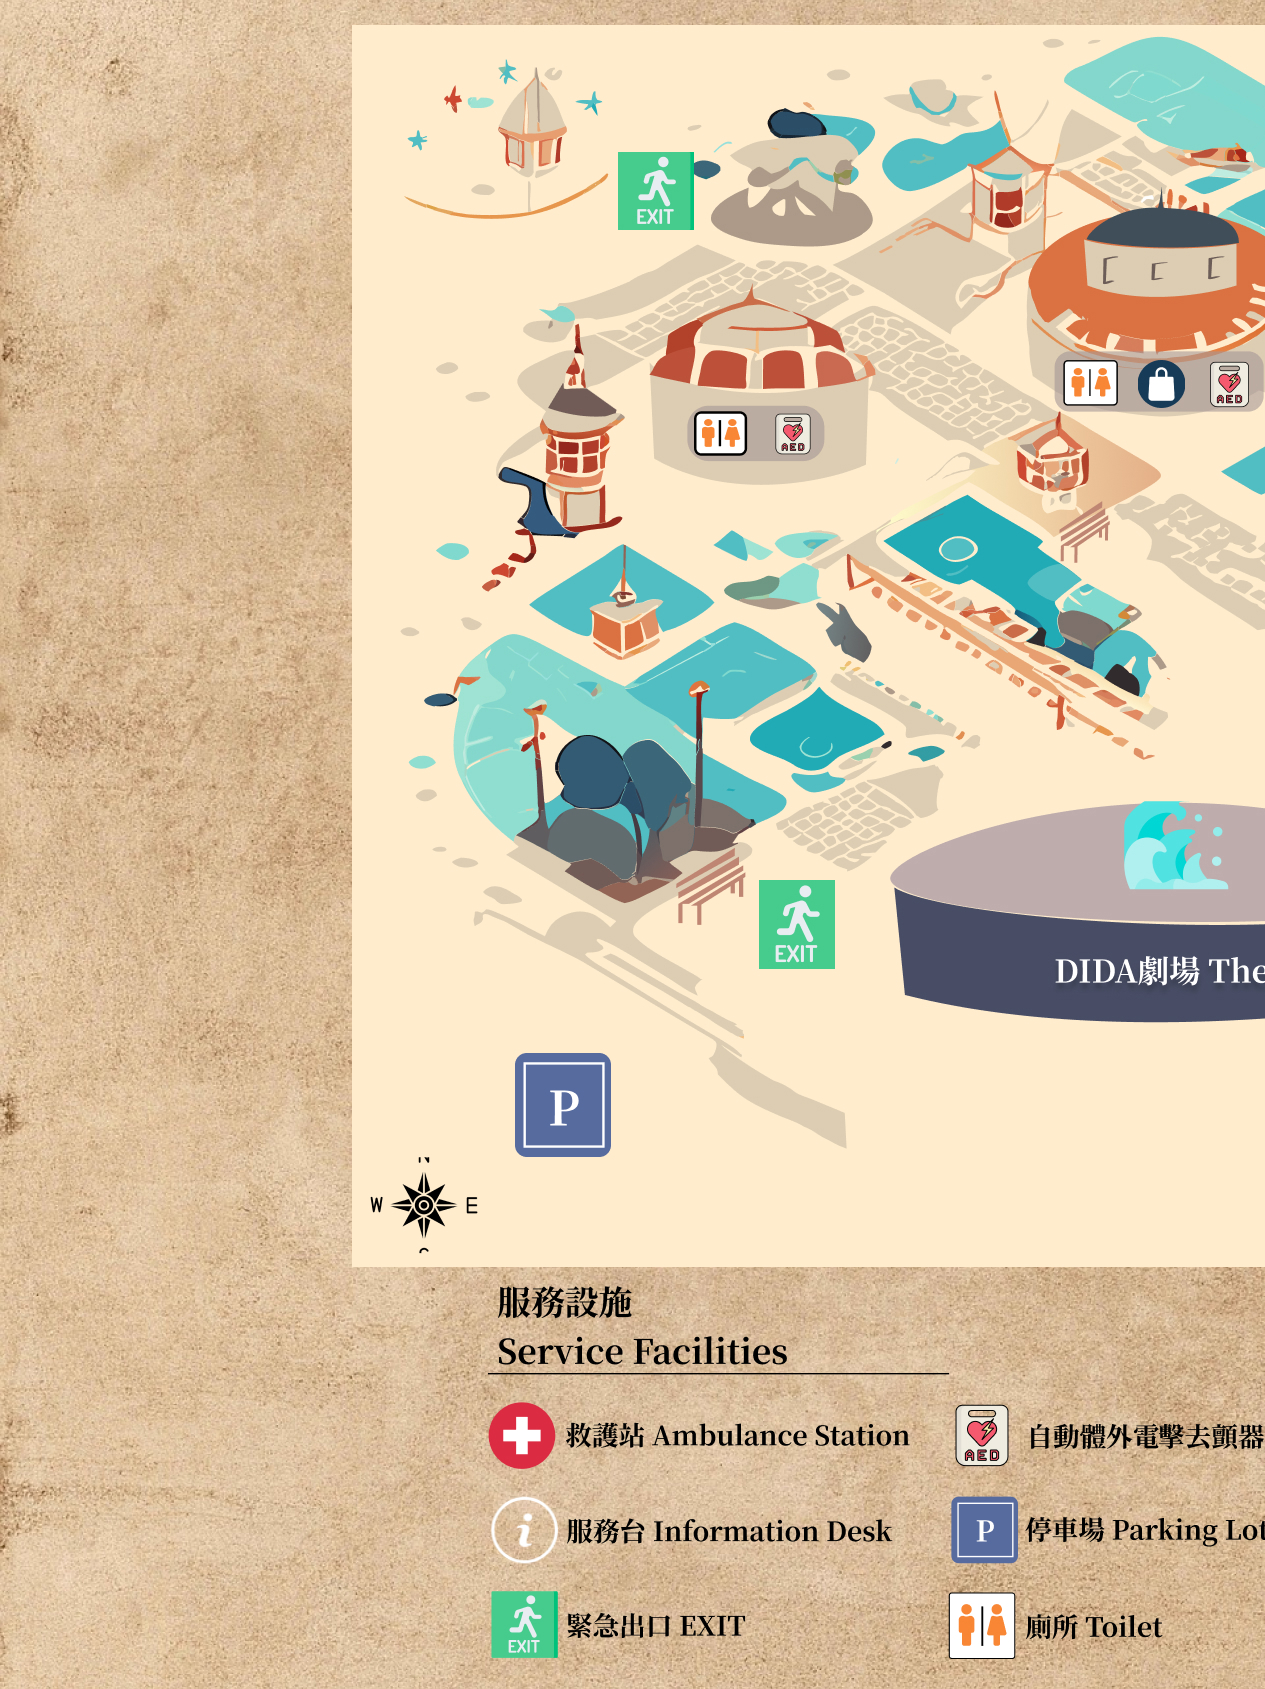 EXIT
AED
AED
EXIT
DIDA劇場 The
P
W E
服務設施
Service Facilities
救護站 Ambulance Station
AED 自動體外電擊去顫器
i 服務台 Information Desk
P 停車場 Parking Lot
EXIT 緊急出口 EXIT
廁所 Toilet